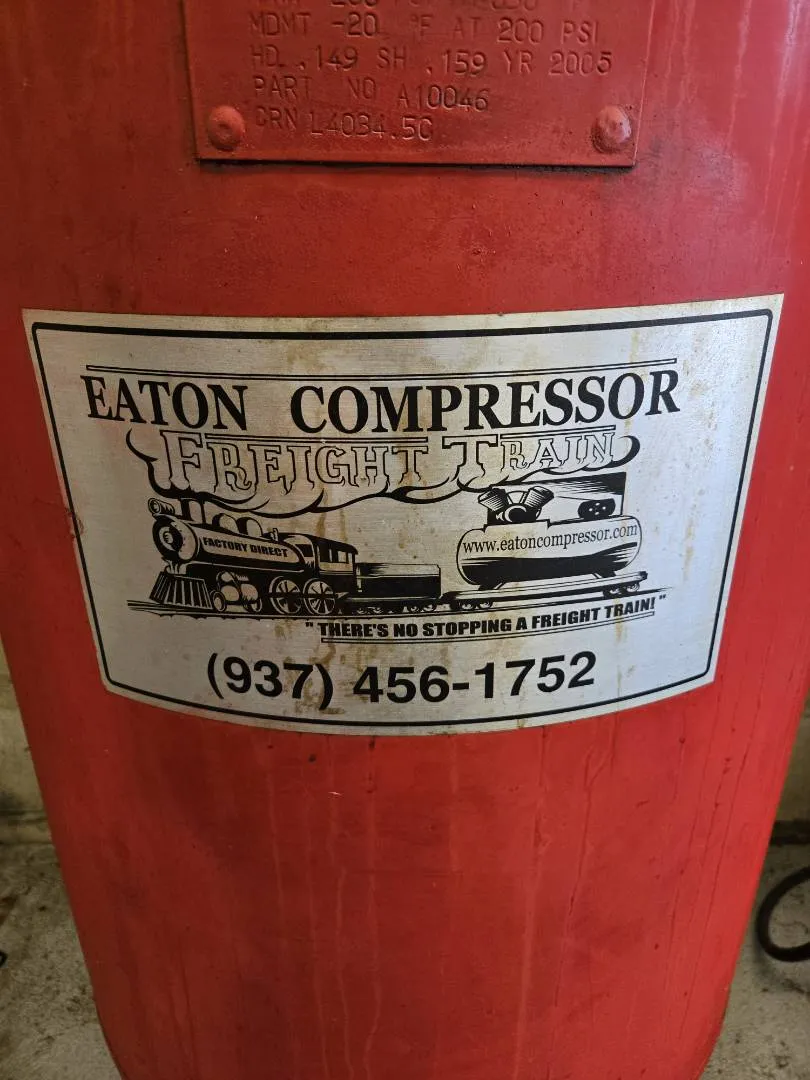 MDMT -20 °F AT 200 PSI
HD .149 SH .159 YR 2005
PART NO A10046
CRN L4034.5C
EATON COMPRESSOR
FREIGHT TRAIN
FACTORY DIRECT
www.eatoncompressor.com
" THERE'S NO STOPPING A FREIGHT TRAIN! "
(937) 456-1752